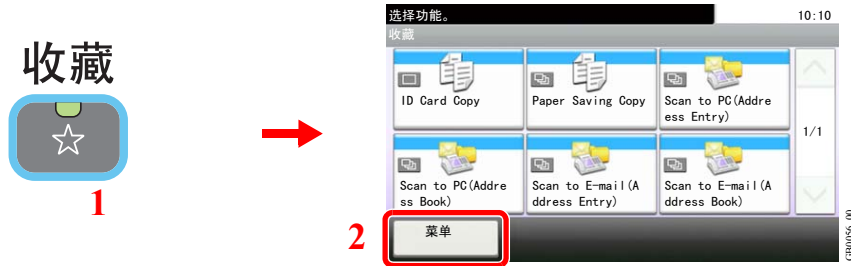 收藏
1
选择功能。
10:10
收藏
ID Card Copy
Paper Saving Copy
Scan to PC(Addre
ess Entry)
1/1
Scan to PC(Addre
ss Book)
Scan to E-mail(A
ddress Entry)
Scan to E-mail(A
ddress Book)
2
菜单
GB0056_00